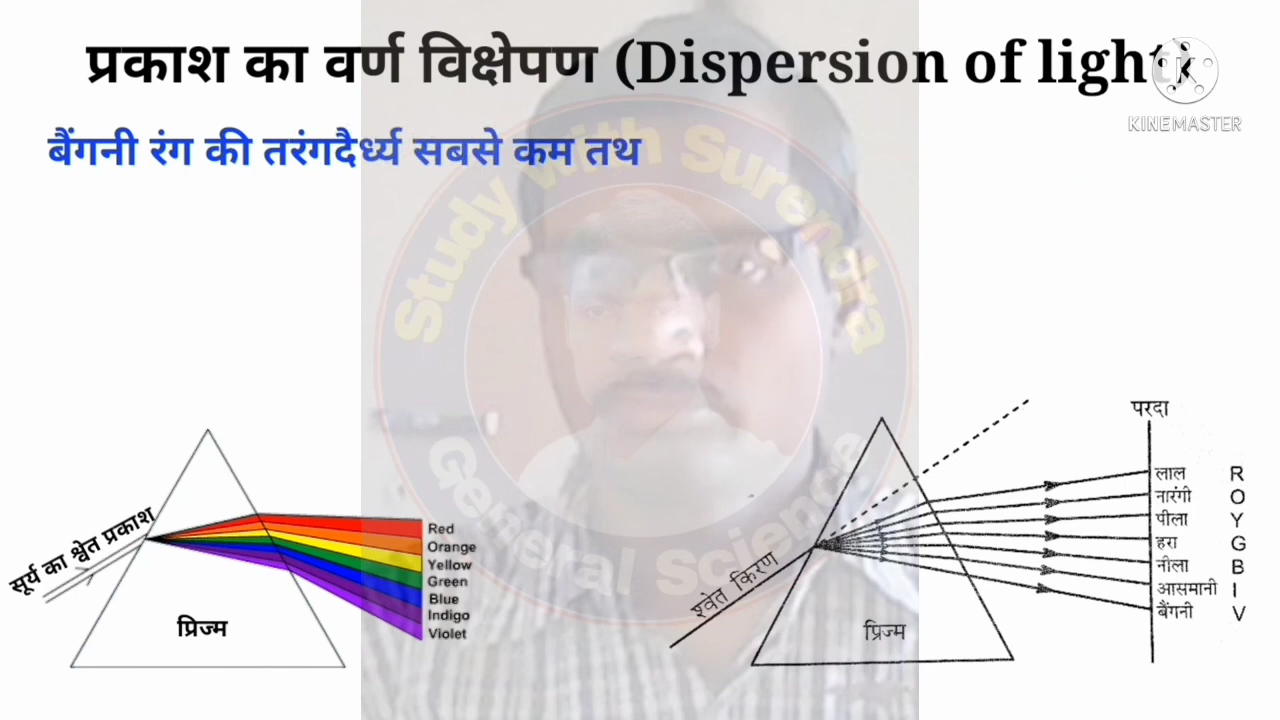 प्रकाश का वर्ण विक्षेपण (Dispersion of light)
KINEMASTER
बैंगनी रंग की तरंगदैर्ध्य सबसे कम तथ
Study with Surendra
General Science
सूर्य का श्वेत प्रकाश
प्रिज्म
Red
Orange
Yellow
Green
Blue
Indigo
Violet
श्वेत किरण
प्रिज्म
परदा
लाल R
नारंगी O
पीला Y
हरा G
नीला B
आसमानी I
बैंगनी V